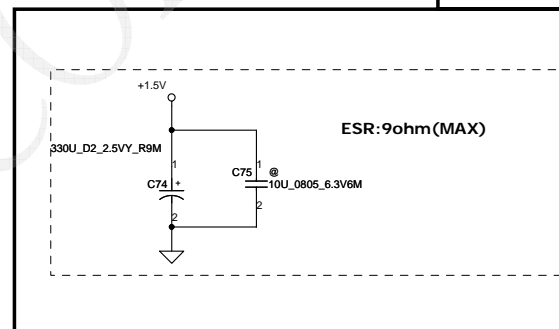 +1.5V
ESR:9ohm(MAX)
330U_D2_2.5VY_R9M
1
1
C75
@
C74
+
10U_0805_6.3V6M
2
2